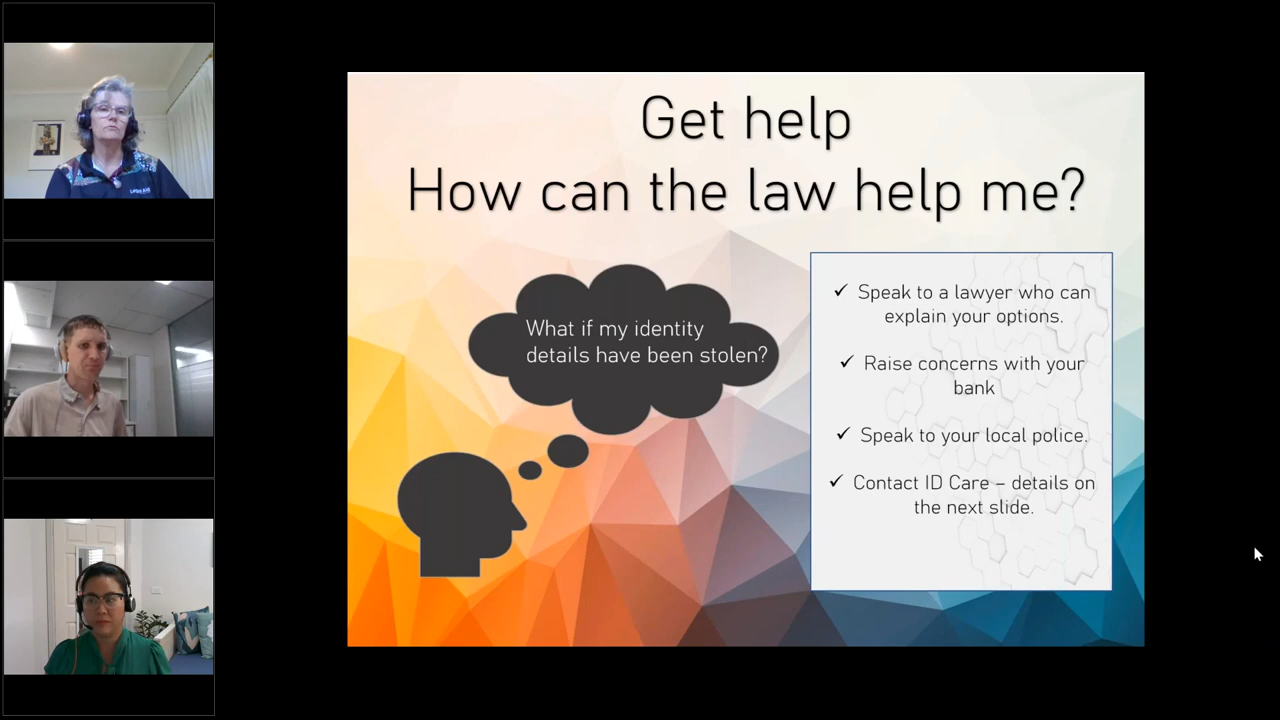 Get help
How can the law help me?
What if my identity
details have been stolen?
✓ Speak to a lawyer who can
explain your options.
✓ Raise concerns with your
bank
✓ Speak to your local police.
✓ Contact ID Care – details on
the next slide.